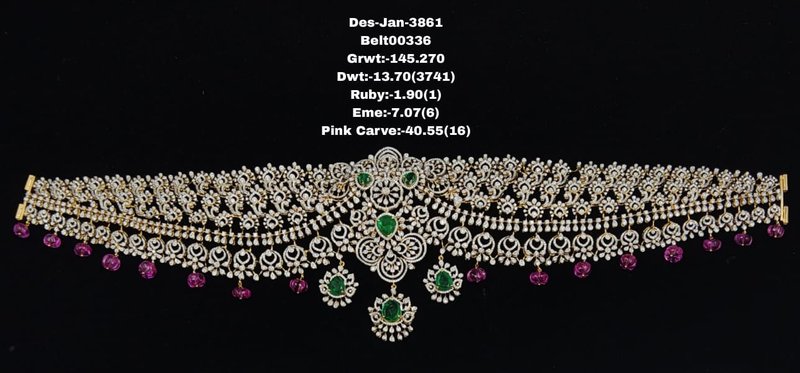 Des-Jan-3861
Belt00336
Grwt:-145.270
Dwt:-13.70(3741)
Ruby:-1.90(1)
Eme:-7.07(6)
Pink Carve:-40.55(16)